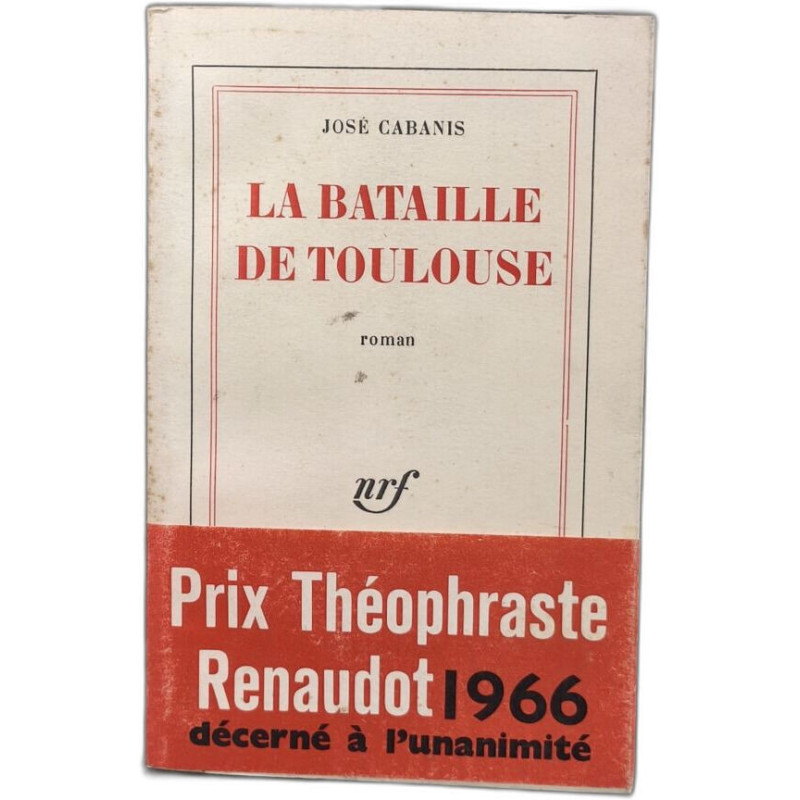 JOSÉ CABANIS
LA BATAILLE
DE TOULOUSE
roman
nrf
Prix Théophraste
Renaudot 1966
décerné à l'unanimité